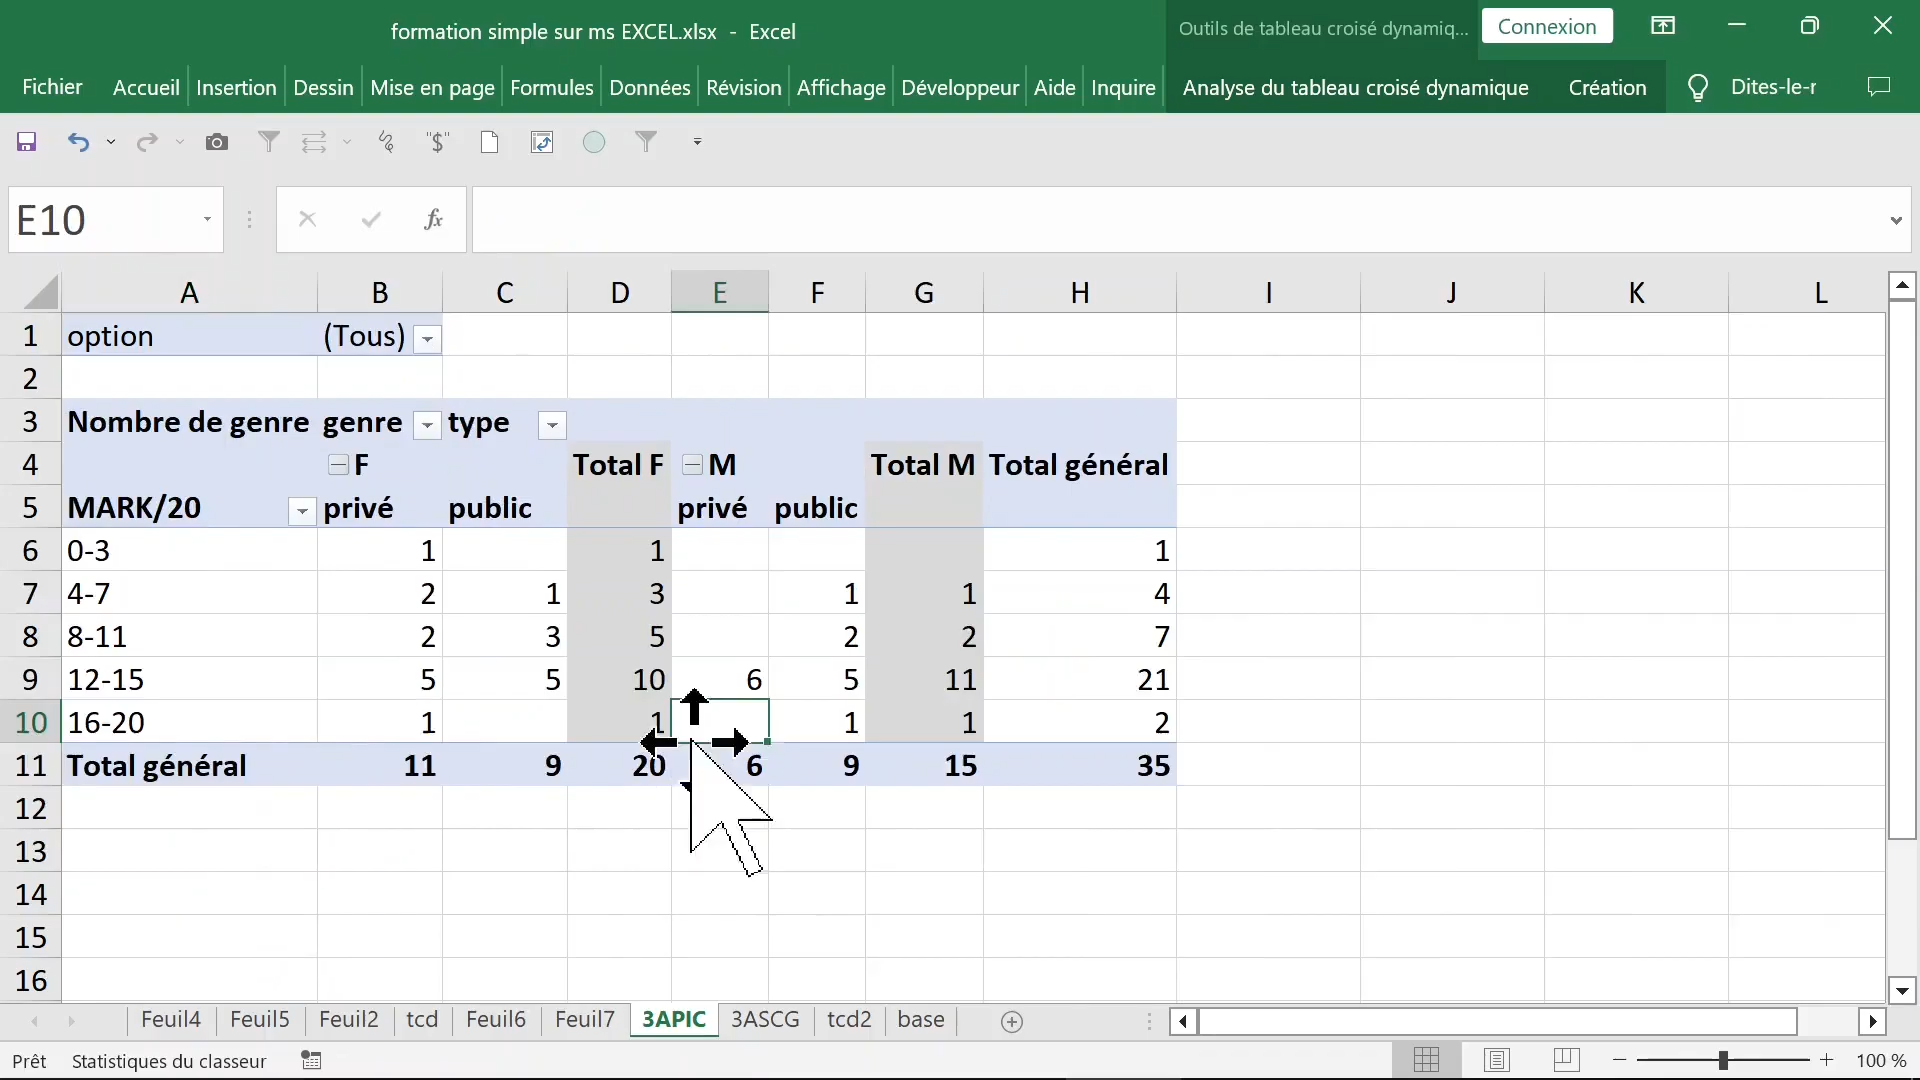 formation simple sur ms EXCEL.xlsx - Excel
Outils de tableau croisé dynamiq...
Connexion
Fichier Accueil Insertion Dessin Mise en page Formules Données Révision Affichage Développeur Aide Inquire Analyse du tableau croisé dynamique Création Dites-le-r
"$"
E10 fx
A B C D E F G H I J K L
1 option (Tous)
2
3 Nombre de genre genre type
4 F Total F M Total M Total général
5 MARK/20 privé public privé public
6 0-3 1 1 1
7 4-7 2 1 3 1 1 4
8 8-11 2 3 5 2 2 7
9 12-15 5 5 10 6 5 11 21
10 16-20 1 1 1 1 2
11 Total général 11 9 20 6 9 15 35
12
13
14
15
16
Feuil4 Feuil5 Feuil2 tcd Feuil6 Feuil7 3APIC 3ASCG tcd2 base
Prêt Statistiques du classeur 100 %